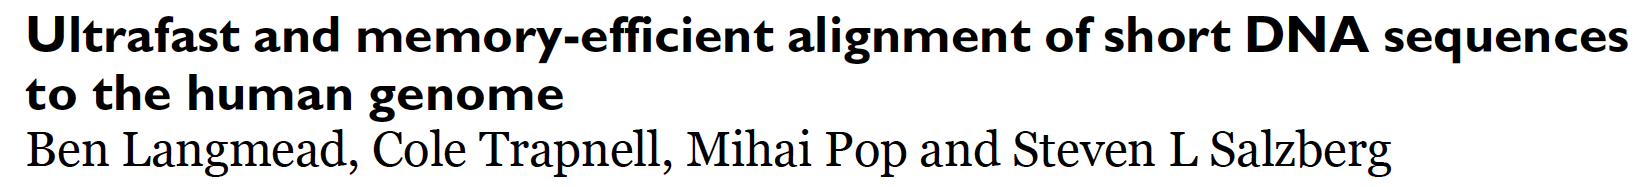 Ultrafast and memory-efficient alignment of short DNA sequences
to the human genome
Ben Langmead, Cole Trapnell, Mihai Pop and Steven L Salzberg